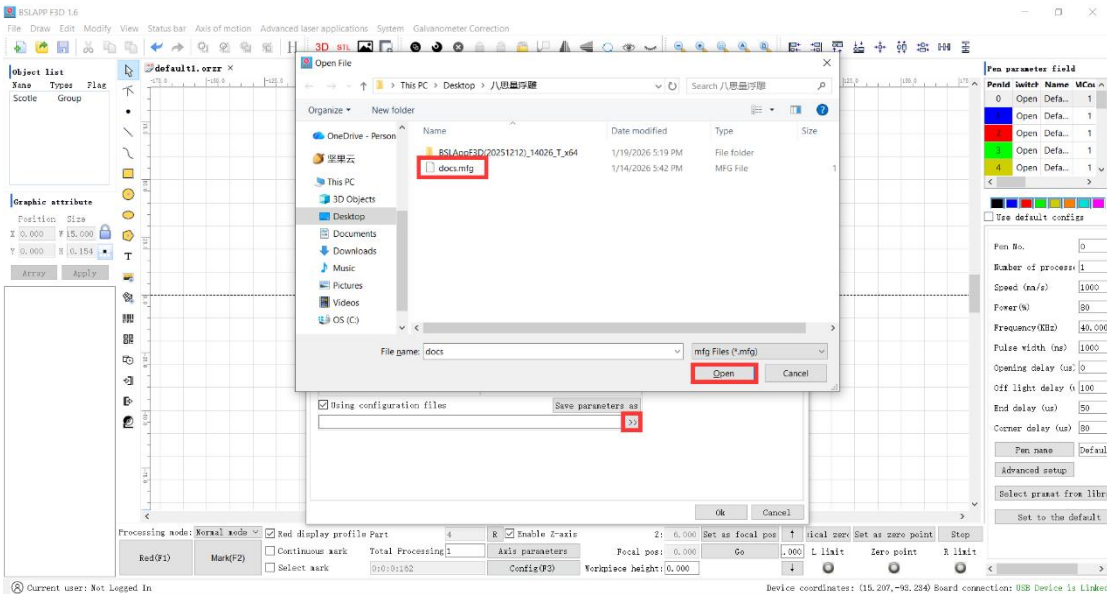 BSLAPP F3D 1.6
File Draw Edit Modify View Status bar Axis of motion Advanced laser applications System Galvanometer Correction
3D STL
Object list
Name Types Flag
Scotle Group
default1.orzr ×
Open File
> This PC > Desktop > 八思量浮雕
Search 八思量浮雕
Organize New folder
Name Date modified Type Size
OneDrive - Person
坚果云
This PC
3D Objects
Desktop
Documents
Downloads
Music
Pictures
Videos
OS (C:)
BSLAppF3D(20251212)_14026_T_x64 1/19/2026 5:19 PM File folder
docs.mfg 1/14/2026 5:42 PM MFG File 1
File name: docs
mfg Files (*.mfg)
Open Cancel
Using configuration files Save parameters as
>>
Ok Cancel
Graphic attribute
Position Size
X 0.000 W 15.000
Y 0.000 H 0.154
Array Apply
Pen parameter field
PenId Switch Name
0 Open Defa... 1
Open Defa... 1
Open Defa... 1
Open Defa... 1
4 Open Defa... 1
Use default configs
Pen No. 0
Number of process 1
Speed (mm/s) 1000
Power(%) 80
Frequency(KHz) 40.000
Pulse width (ns) 1000
Opening delay (us) 0
Off light delay (u 100
End delay (us) 50
Corner delay (us) 80
Pen name Defaul
Advanced setup
Select pramat from libr
Set to the default
Processing mode: Normal mode Red display profile Part 4 R Enable Z-axis Z: 6.000 Set as focal pos ↑ ical zero Set as zero point Stop
Red(F1) Mark(F2) Continuous mark Total Processing 1 Axis parameters Focal pos: 0.000 Go .000 L limit Zero point R limit
Select mark 0:0:0:162 Config(F3) Workpiece height: 0.000 ↓
Current user: Not Logged In Device coordinates: (15.207,-93.234) Board connection: USB Device is Linked